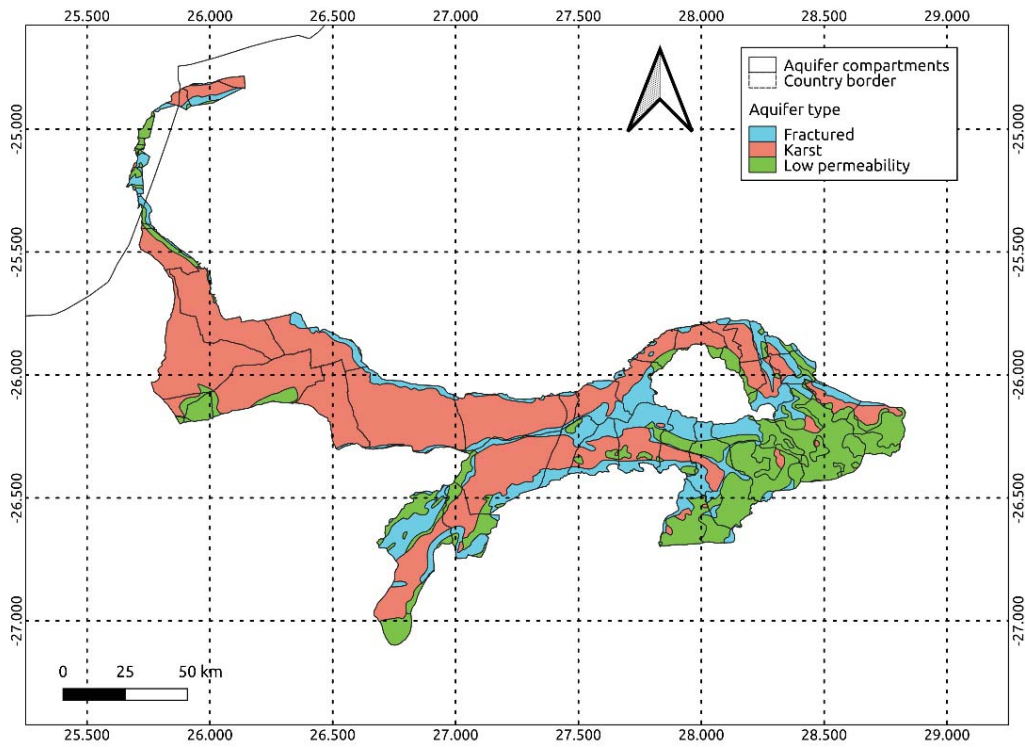 25.500 26.000 26.500 27.000 27.500 28.000 28.500 29.000
Aquifer compartments
Country border
Aquifer type
Fractured
Karst
Low permeability
-25.000 -25.000
-25.500 -25.500
-26.000 -26.000
-26.500 -26.500
-27.000 -27.000
0 25 50 km
25.500 26.000 26.500 27.000 27.500 28.000 28.500 29.000